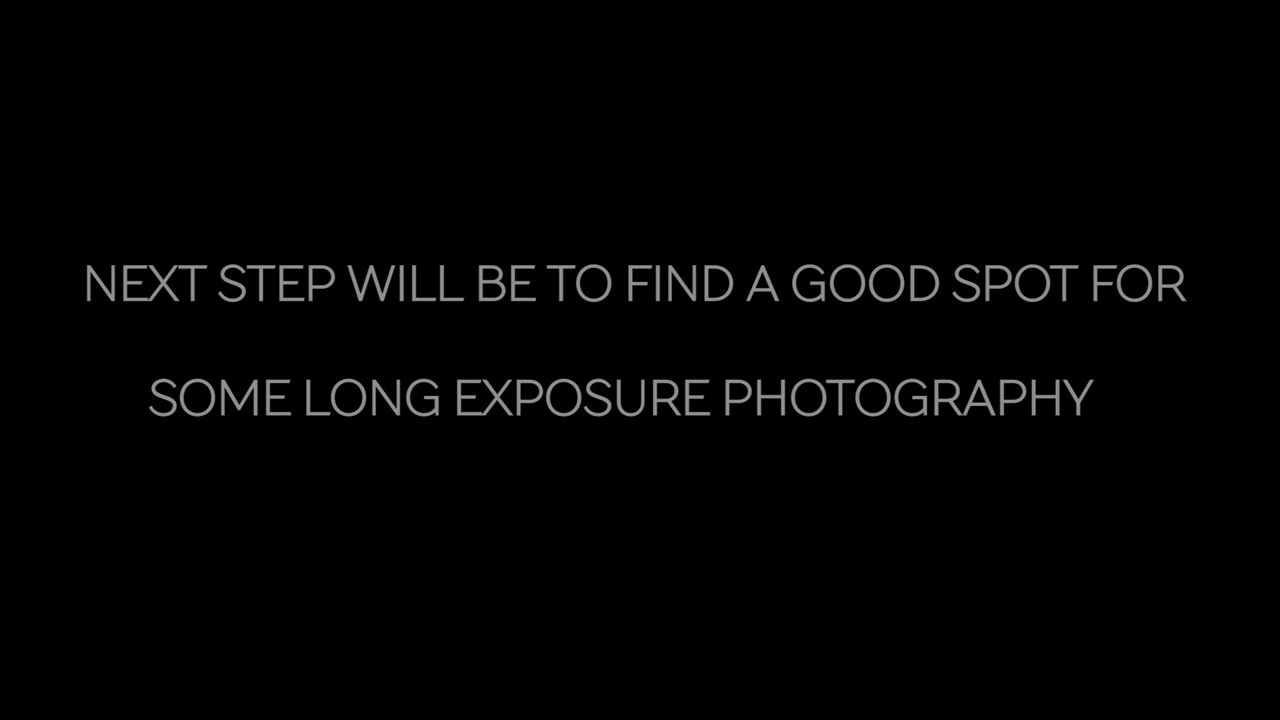 NEXT STEP WILL BE TO FIND A GOOD SPOT FOR
SOME LONG EXPOSURE PHOTOGRAPHY